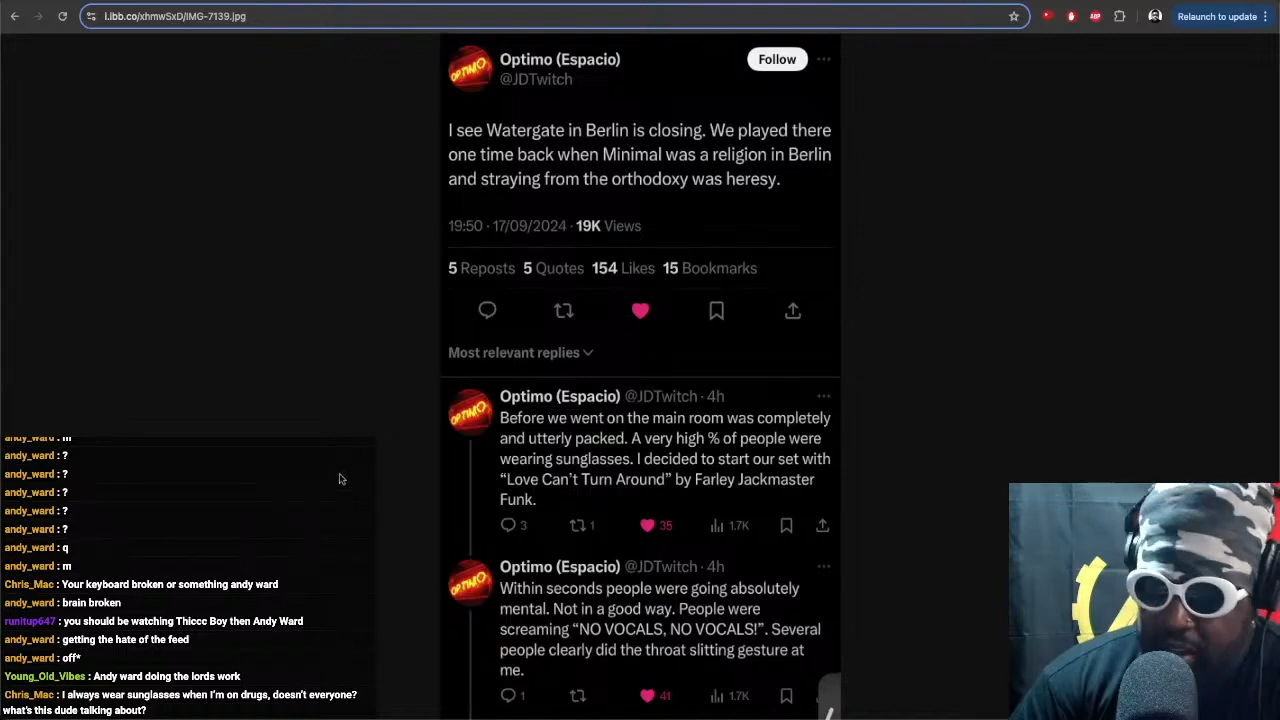 l.ibb.co/xhmwSxD/IMG-7139.jpg
ABP
Relaunch to update
OPTIMO
Optimo (Espacio)
@JDTwitch
Follow
I see Watergate in Berlin is closing. We played there
one time back when Minimal was a religion in Berlin
and straying from the orthodoxy was heresy.
19:50 · 17/09/2024 · 19K Views
5 Reposts 5 Quotes 154 Likes 15 Bookmarks
Most relevant replies
OPTIMO
Optimo (Espacio) @JDTwitch · 4h
Before we went on the main room was completely
and utterly packed. A very high % of people were
wearing sunglasses. I decided to start our set with
“Love Can’t Turn Around” by Farley Jackmaster
Funk.
3 1 35 1.7K
OPTIMO
Optimo (Espacio) @JDTwitch · 4h
Within seconds people were going absolutely
mental. Not in a good way. People were
screaming “NO VOCALS, NO VOCALS!”. Several
people clearly did the throat slitting gesture at
me.
1 41 1.7K
andy_ward : m
andy_ward : ?
andy_ward : ?
andy_ward : ?
andy_ward : ?
andy_ward : ?
andy_ward : q
andy_ward : m
Chris_Mac : Your keyboard broken or something andy ward
andy_ward : brain broken
runitup647 : you should be watching Thiccc Boy then Andy Ward
andy_ward : getting the hate of the feed
andy_ward : off*
Young_Old_Vibes : Andy ward doing the lords work
Chris_Mac : I always wear sunglasses when I’m on drugs, doesn’t everyone?
what’s this dude talking about?